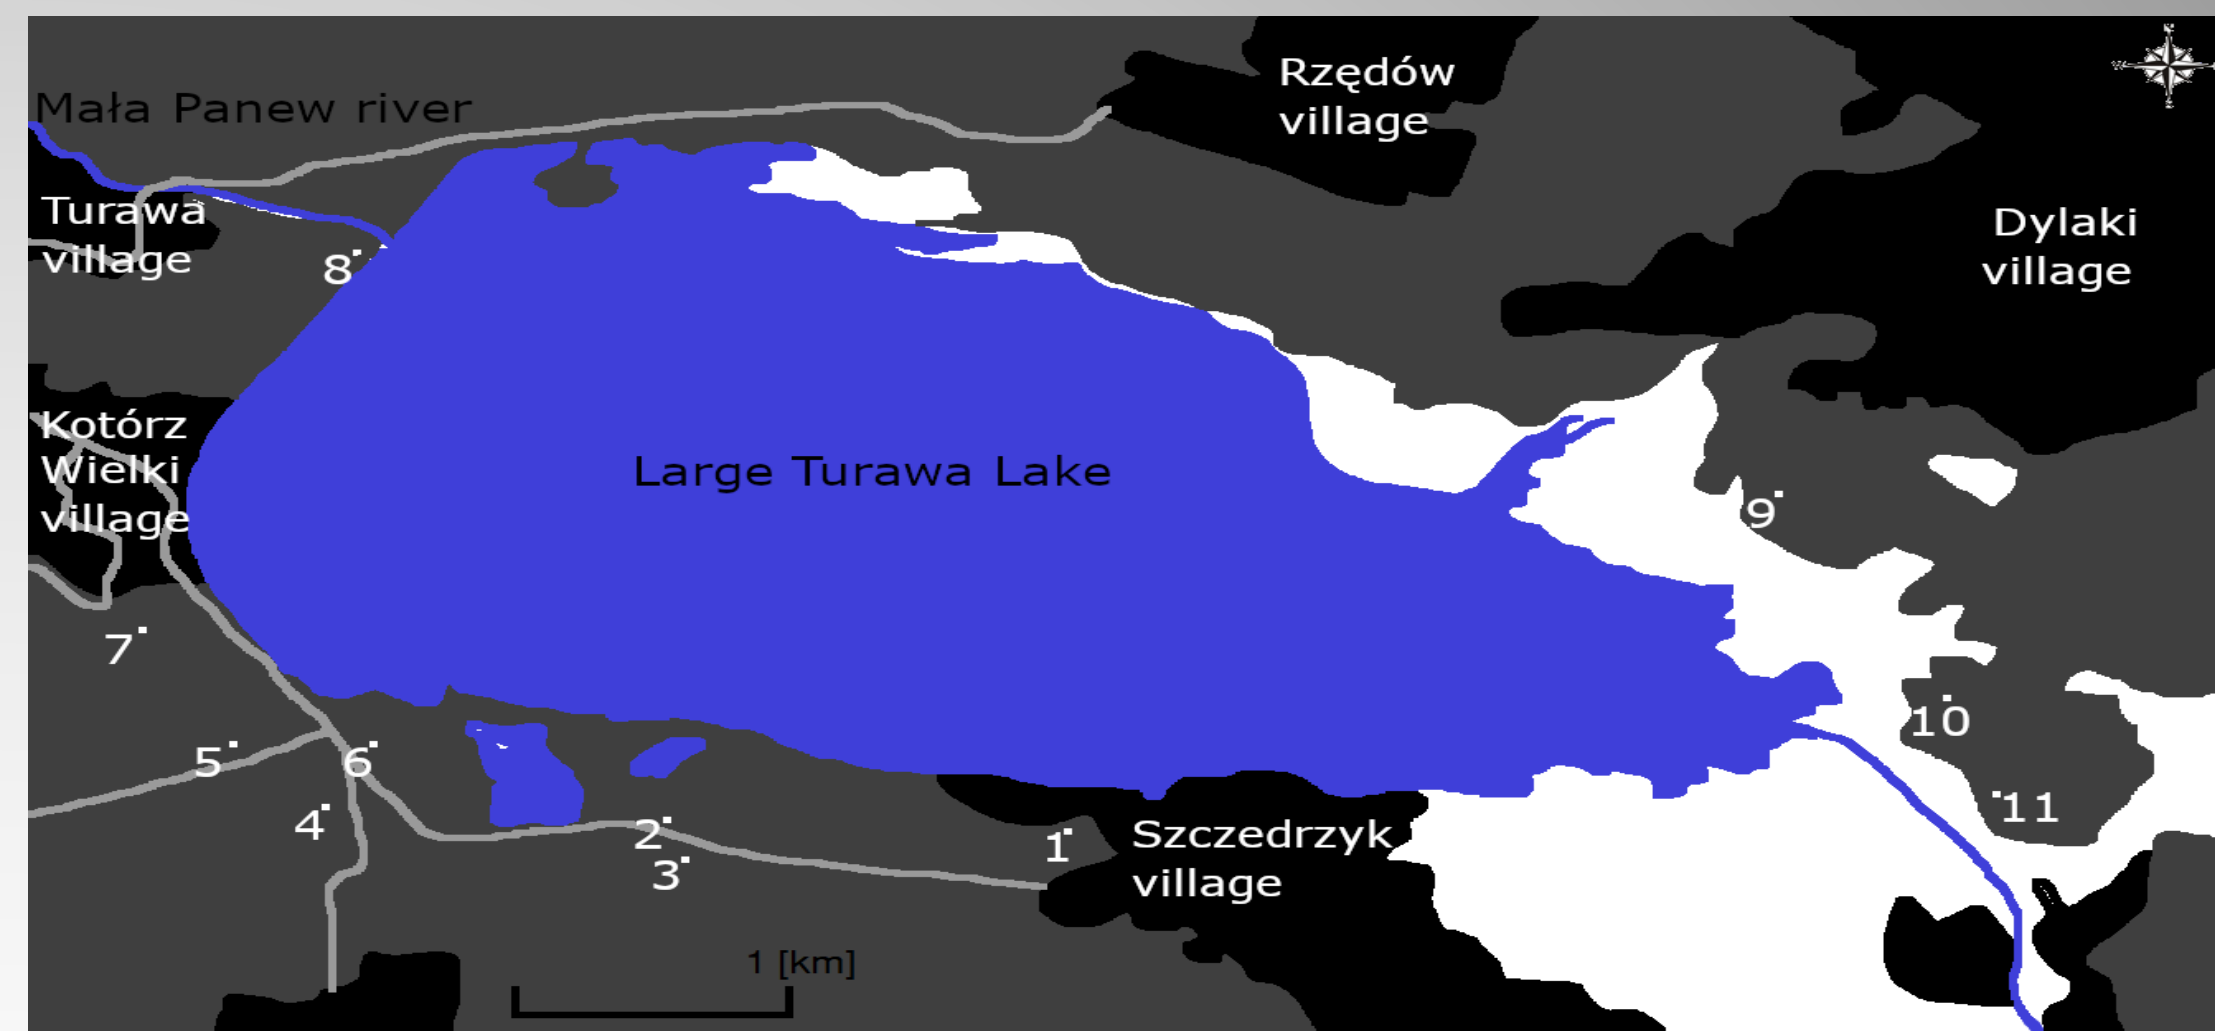 Rzędów
village
Mała Panew river
Turawa
village
8
Dylaki
village
Kotórz
Wielki
village
Large Turawa Lake
9
7
10
5
6
4
2
1
Szczedrzyk
village
3
11
1 [km]